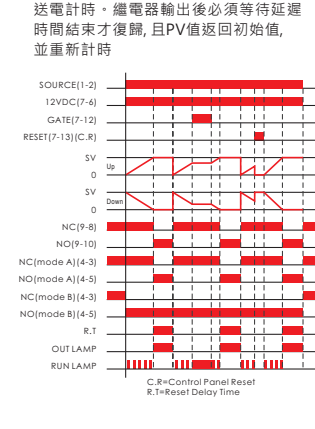 送電計時。繼電器輸出後必須等待延遲
時間結束才復歸, 且PV值返回初始值,
並重新計時
SOURCE(1-2)
12VDC(7-6)
GATE(7-12)
RESET(7-13)(C.R)
SV
Up
0
SV
Down
0
NC(9-8)
NO(9-10)
NC(mode A)(4-3)
NO(mode A)(4-5)
NC(mode B)(4-3)
NO(mode B)(4-5)
R.T
OUT LAMP
RUN LAMP
C.R=Control Panel Reset
R.T=Reset Delay Time